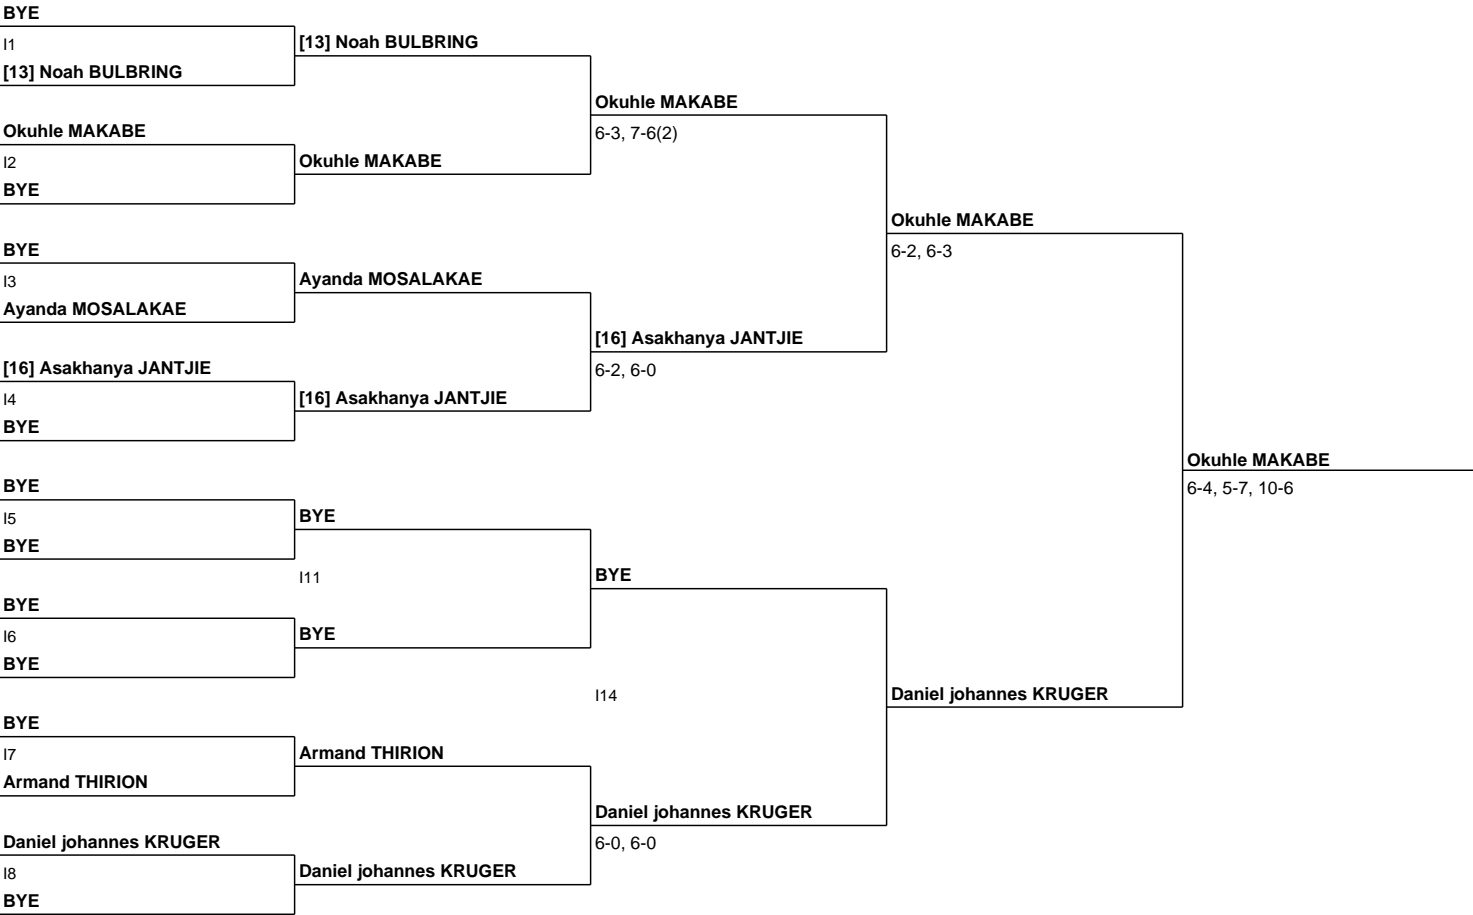 BYE
I1
[13] Noah BULBRING
Okuhle MAKABE
I2
BYE
BYE
I3
Ayanda MOSALAKAE
[16] Asakhanya JANTJIE
I4
BYE
BYE
I5
BYE
BYE
I6
BYE
BYE
I7
Armand THIRION
Daniel johannes KRUGER
I8
BYE
[13] Noah BULBRING
Okuhle MAKABE
Ayanda MOSALAKAE
[16] Asakhanya JANTJIE
BYE
I11
BYE
Armand THIRION
Daniel johannes KRUGER
Okuhle MAKABE
6-3, 7-6(2)
[16] Asakhanya JANTJIE
6-2, 6-0
BYE
I14
Daniel johannes KRUGER
6-0, 6-0
Okuhle MAKABE
6-2, 6-3
Daniel johannes KRUGER
Okuhle MAKABE
6-4, 5-7, 10-6